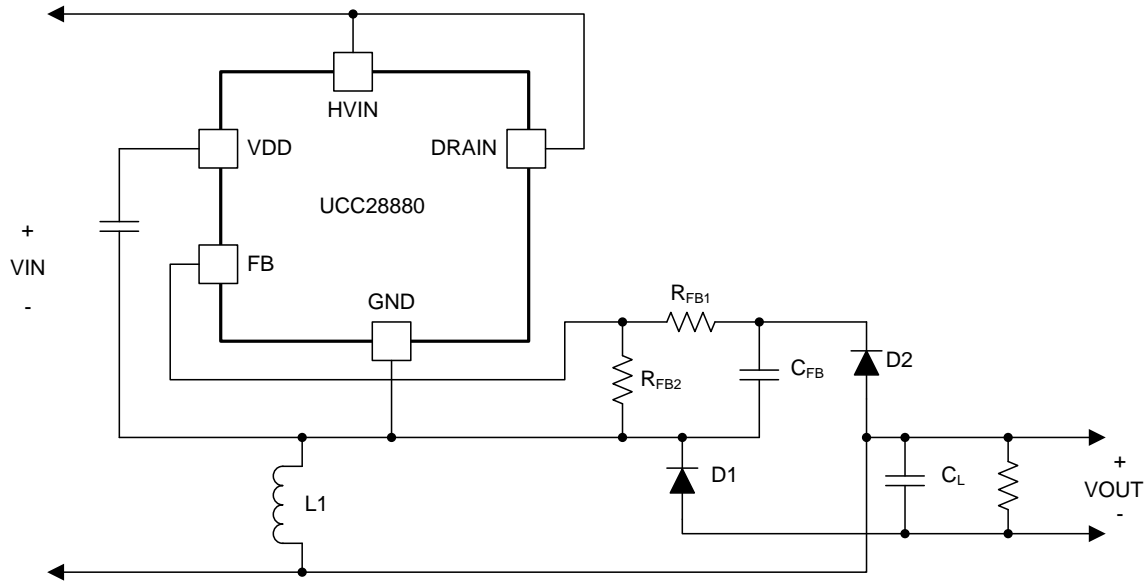 HVIN
VDD
DRAIN
UCC28880
+
VIN
-
FB
GND
RFB1
RFB2
CFB
D2
D1
CL
+
VOUT
-
L1